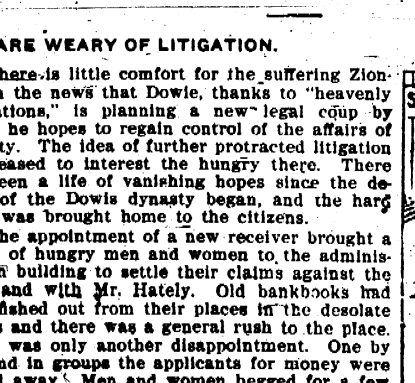 ARE WEARY OF LITIGATION.
here is little comfort for the suffering Zion-
the news that Dowie, thanks to "heavenly
ations," is planning a new legal coup by
he hopes to regain control of the affairs of
ty. The idea of further protracted litigation
eased to interest the hungry there. There
een a life of vanishing hopes since the de-
of the Dowis dynasty began, and the hard
was brought home to the citizens.
he appointment of a new receiver brought a
of hungry men and women to the adminis-
n building to settle their claims against the
and with Mr. Hately. Old bankbooks had
fished out from their places in the desolate
s and there was a general rush to the place.
was only another disappointment. One by
nd in groups the applicants for money were
away. Men and women begged for a few